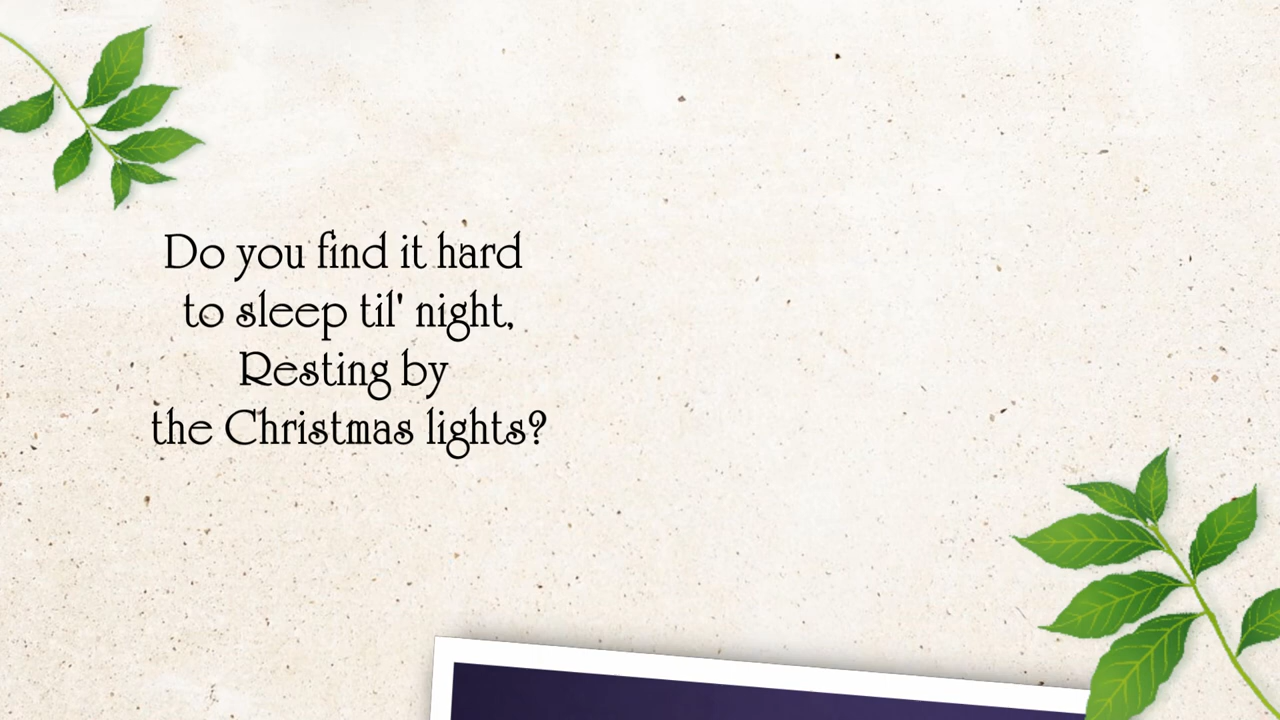 Do you find it hard
to sleep til' night,
Resting by
the Christmas lights?